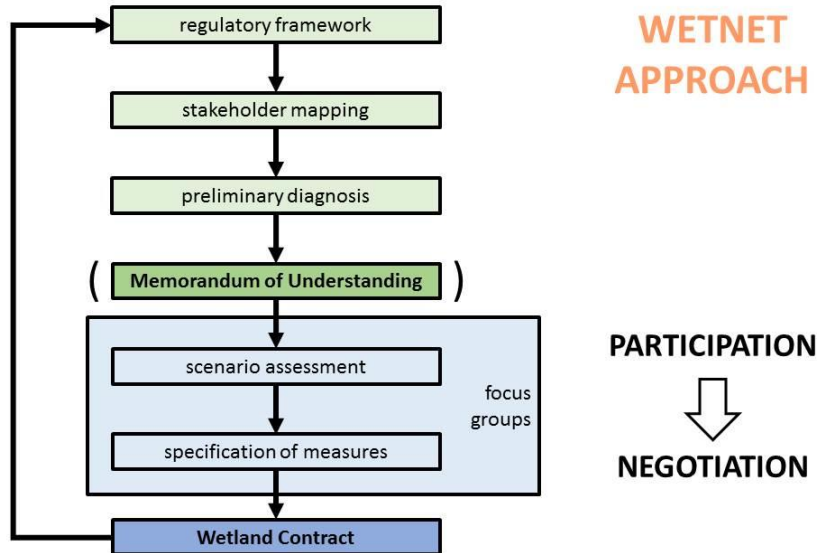 regulatory framework
WETNET
APPROACH
stakeholder mapping
preliminary diagnosis
( Memorandum of Understanding )
scenario assessment
PARTICIPATION
focus
groups
specification of measures
NEGOTIATION
Wetland Contract